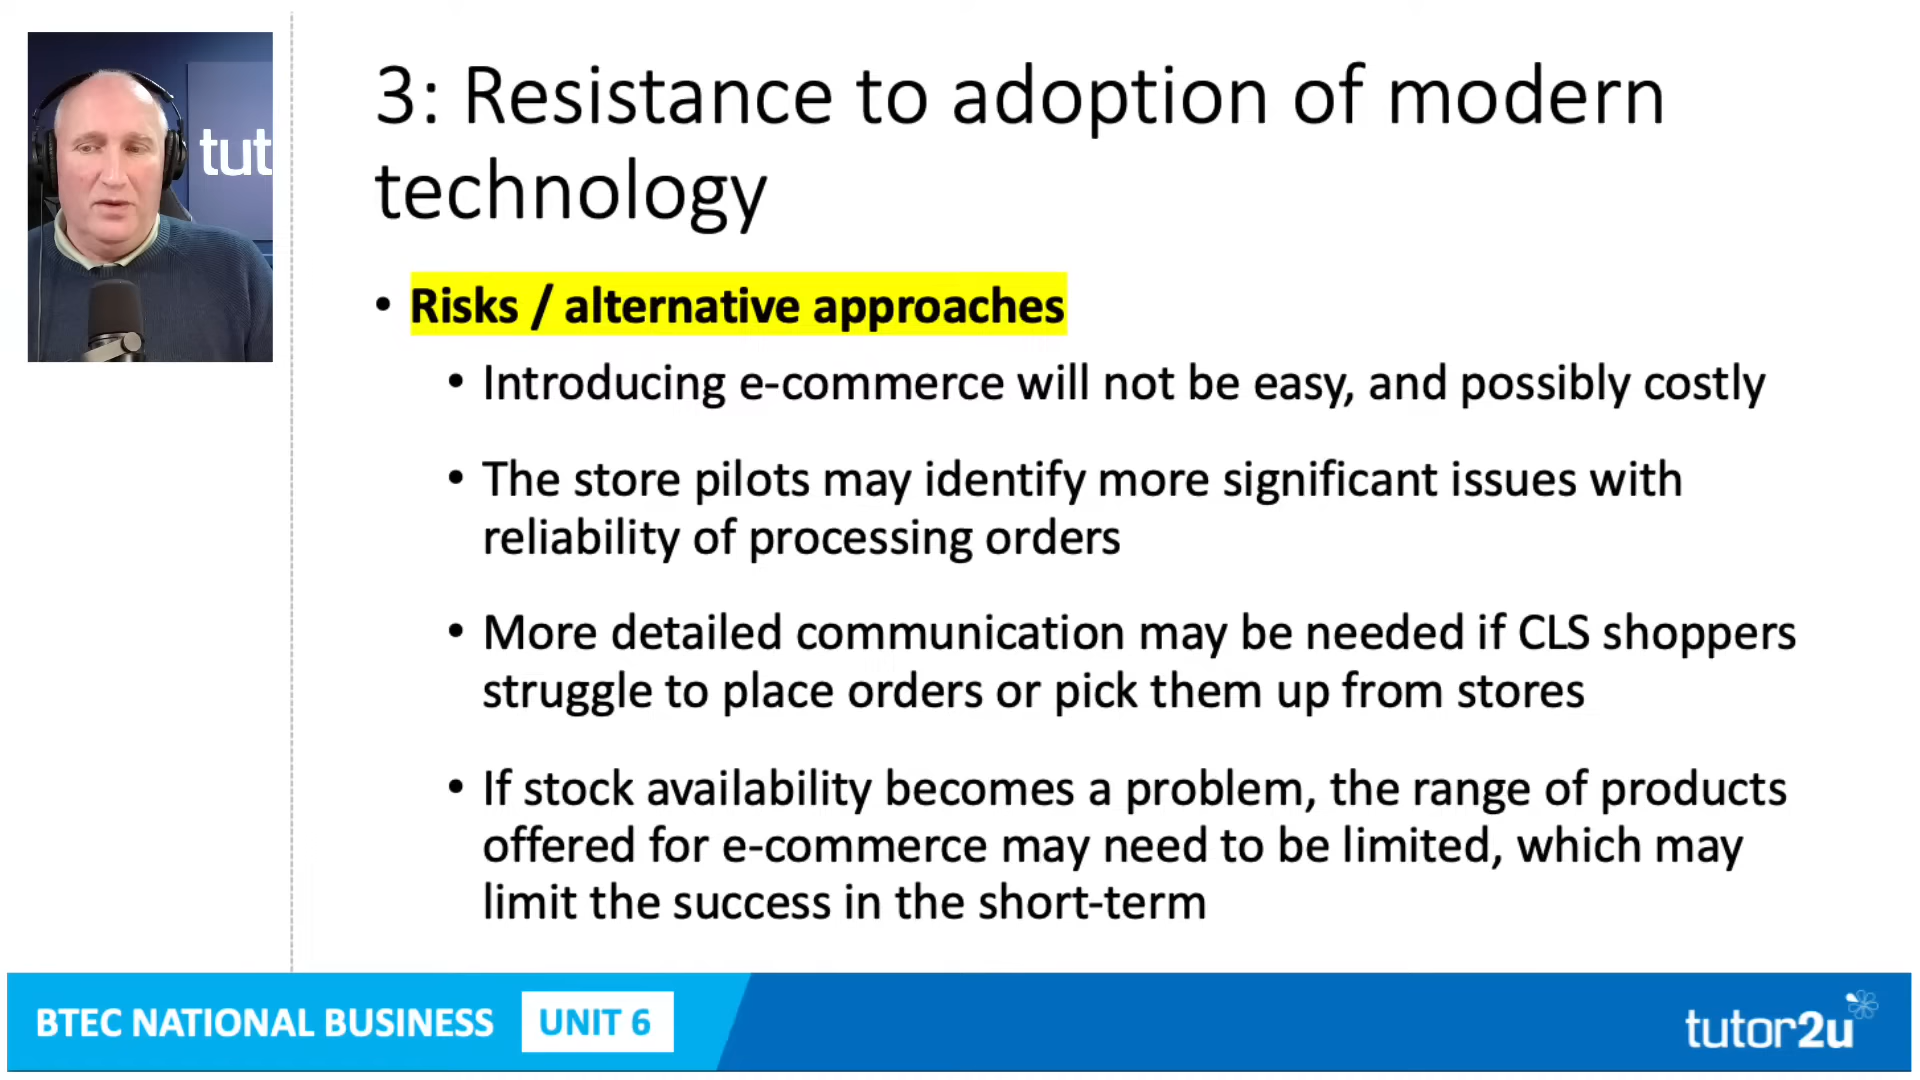 tut
3: Resistance to adoption of modern
technology
• Risks / alternative approaches
• Introducing e-commerce will not be easy, and possibly costly
• The store pilots may identify more significant issues with
reliability of processing orders
• More detailed communication may be needed if CLS shoppers
struggle to place orders or pick them up from stores
• If stock availability becomes a problem, the range of products
offered for e-commerce may need to be limited, which may
limit the success in the short-term
BTEC NATIONAL BUSINESS UNIT 6
tutor2u